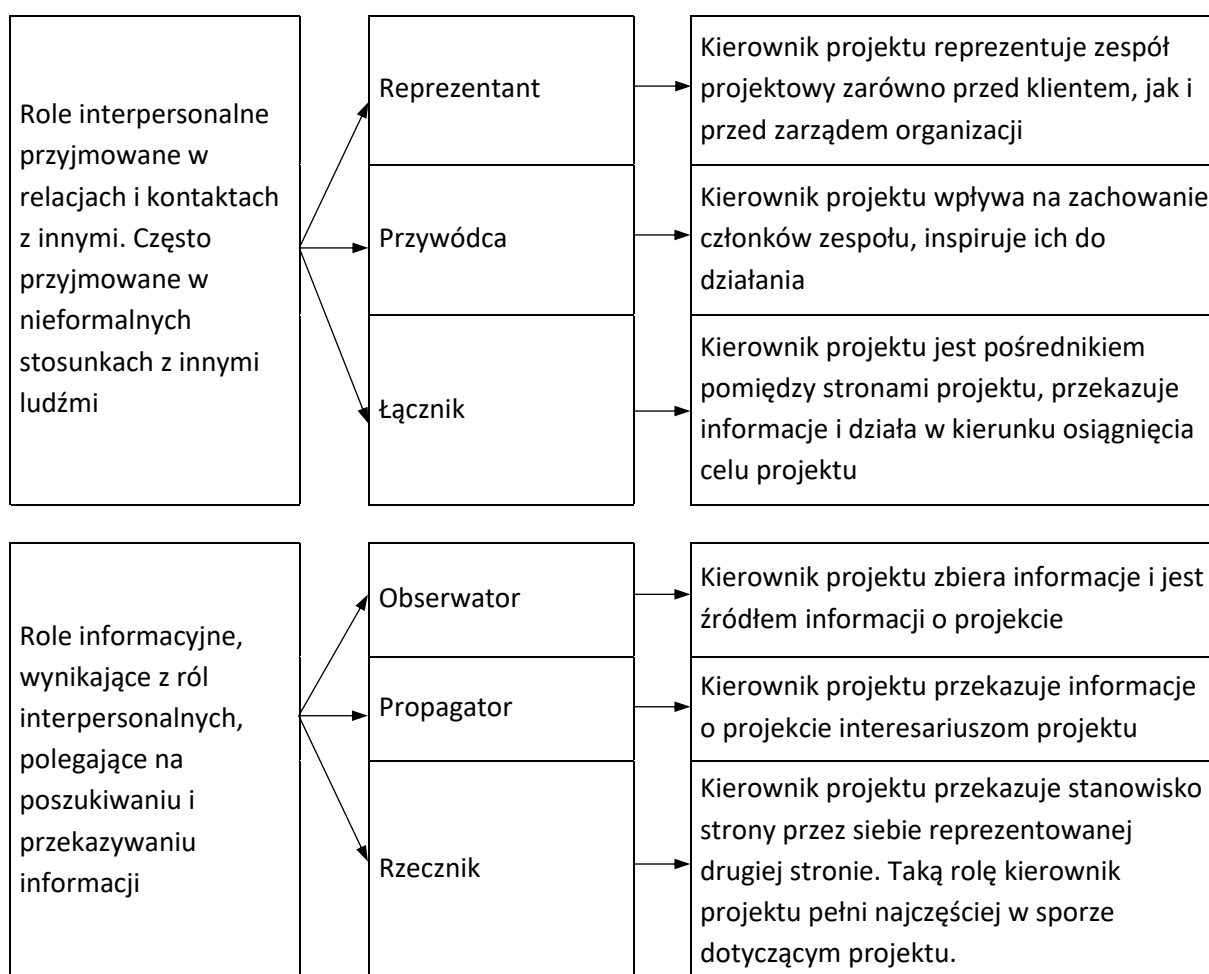 Role interpersonalne
przyjmowane w
relacjach i kontaktach
z innymi. Często
przyjmowane w
nieformalnych
stosunkach z innymi
ludźmi
Reprezentant
Kierownik projektu reprezentuje zespół
projektowy zarówno przed klientem, jak i
przed zarządem organizacji
Przywódca
Kierownik projektu wpływa na zachowanie
członków zespołu, inspiruje ich do
działania
Łącznik
Kierownik projektu jest pośrednikiem
pomiędzy stronami projektu, przekazuje
informacje i działa w kierunku osiągnięcia
celu projektu
Role informacyjne,
wynikające z ról
interpersonalnych,
polegające na
poszukiwaniu i
przekazywaniu
informacji
Obserwator
Kierownik projektu zbiera informacje i jest
źródłem informacji o projekcie
Propagator
Kierownik projektu przekazuje informacje
o projekcie interesariuszom projektu
Rzecznik
Kierownik projektu przekazuje stanowisko
strony przez siebie reprezentowanej
drugiej stronie. Taką rolę kierownik
projektu pełni najczęściej w sporze
dotyczącym projektu.